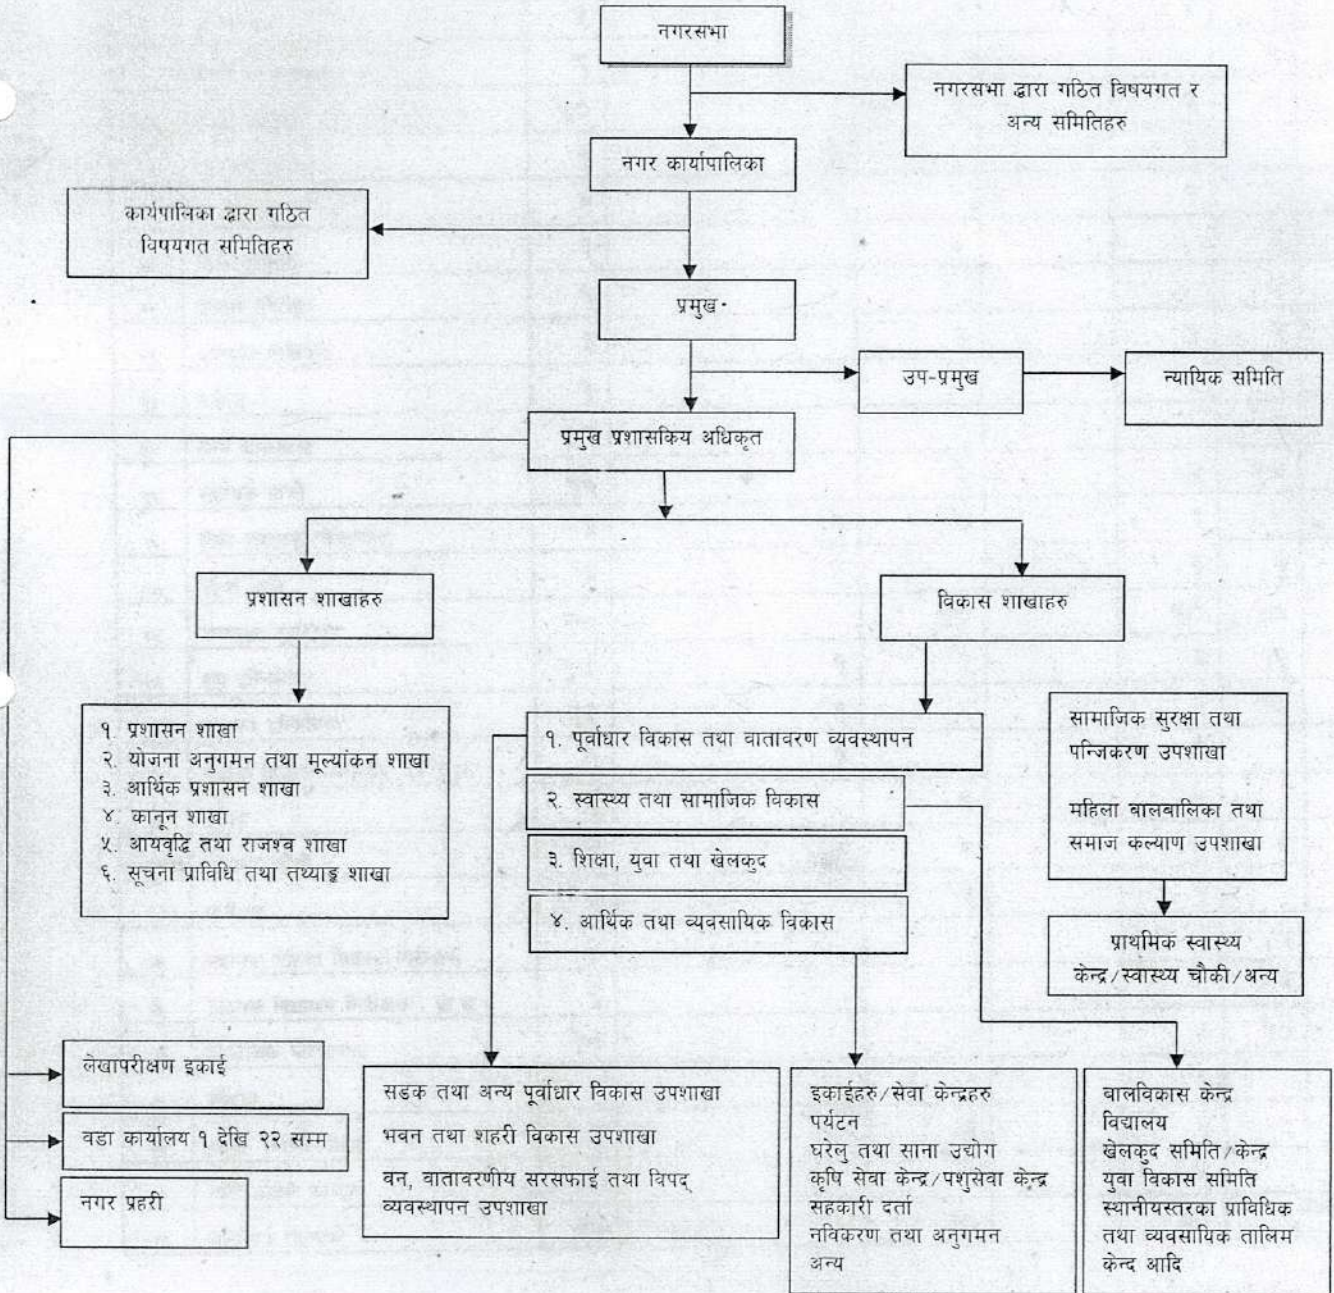 नगरसभा
नगरसभा द्वारा गठित विषयगत र
अन्य समितिहरु
नगर कार्यापालिका
कार्यपालिका द्वारा गठित
विषयगत समितिहरु
प्रमुख
उप-प्रमुख
न्यायिक समिति
प्रमुख प्रशासकिय अधिकृत
प्रशासन शाखाहरु
विकास शाखाहरु
१. प्रशासन शाखा
२. योजना अनुगमन तथा मूल्यांकन शाखा
३. आर्थिक प्रशासन शाखा
४. कानून शाखा
५. आयवृद्धि तथा राजश्व शाखा
६. सूचना प्राविधि तथा तथ्याङ्क शाखा
१. पूर्वाधार विकास तथा वातावरण व्यवस्थापन
२. स्वास्थ्य तथा सामाजिक विकास
३. शिक्षा, युवा तथा खेलकुद
४. आर्थिक तथा व्यवसायिक विकास
सामाजिक सुरक्षा तथा
पन्जिकरण उपशाखा
महिला बालबालिका तथा
समाज कल्याण उपशाखा
प्राथमिक स्वास्थ्य
केन्द्र/स्वास्थ्य चौकी/अन्य
लेखापरीक्षण इकाई
वडा कार्यालय १ देखि २२ सम्म
नगर प्रहरी
सडक तथा अन्य पूर्वाधार विकास उपशाखा
भवन तथा शहरी विकास उपशाखा
वन, वातावरणीय सरसफाई तथा विपद्
व्यवस्थापन उपशाखा
इकाईहरु/सेवा केन्द्रहरु
पर्यटन
घरेलु तथा साना उद्योग
कृषि सेवा केन्द्र/पशुसेवा केन्द्र
सहकारी दर्ता
नविकरण तथा अनुगमन
अन्य
बालविकास केन्द्र
विद्यालय
खेलकुद समिति/केन्द्र
युवा विकास समिति
स्थानीयस्तरका प्राविधिक
तथा व्यवसायिक तालिम
केन्द आदि